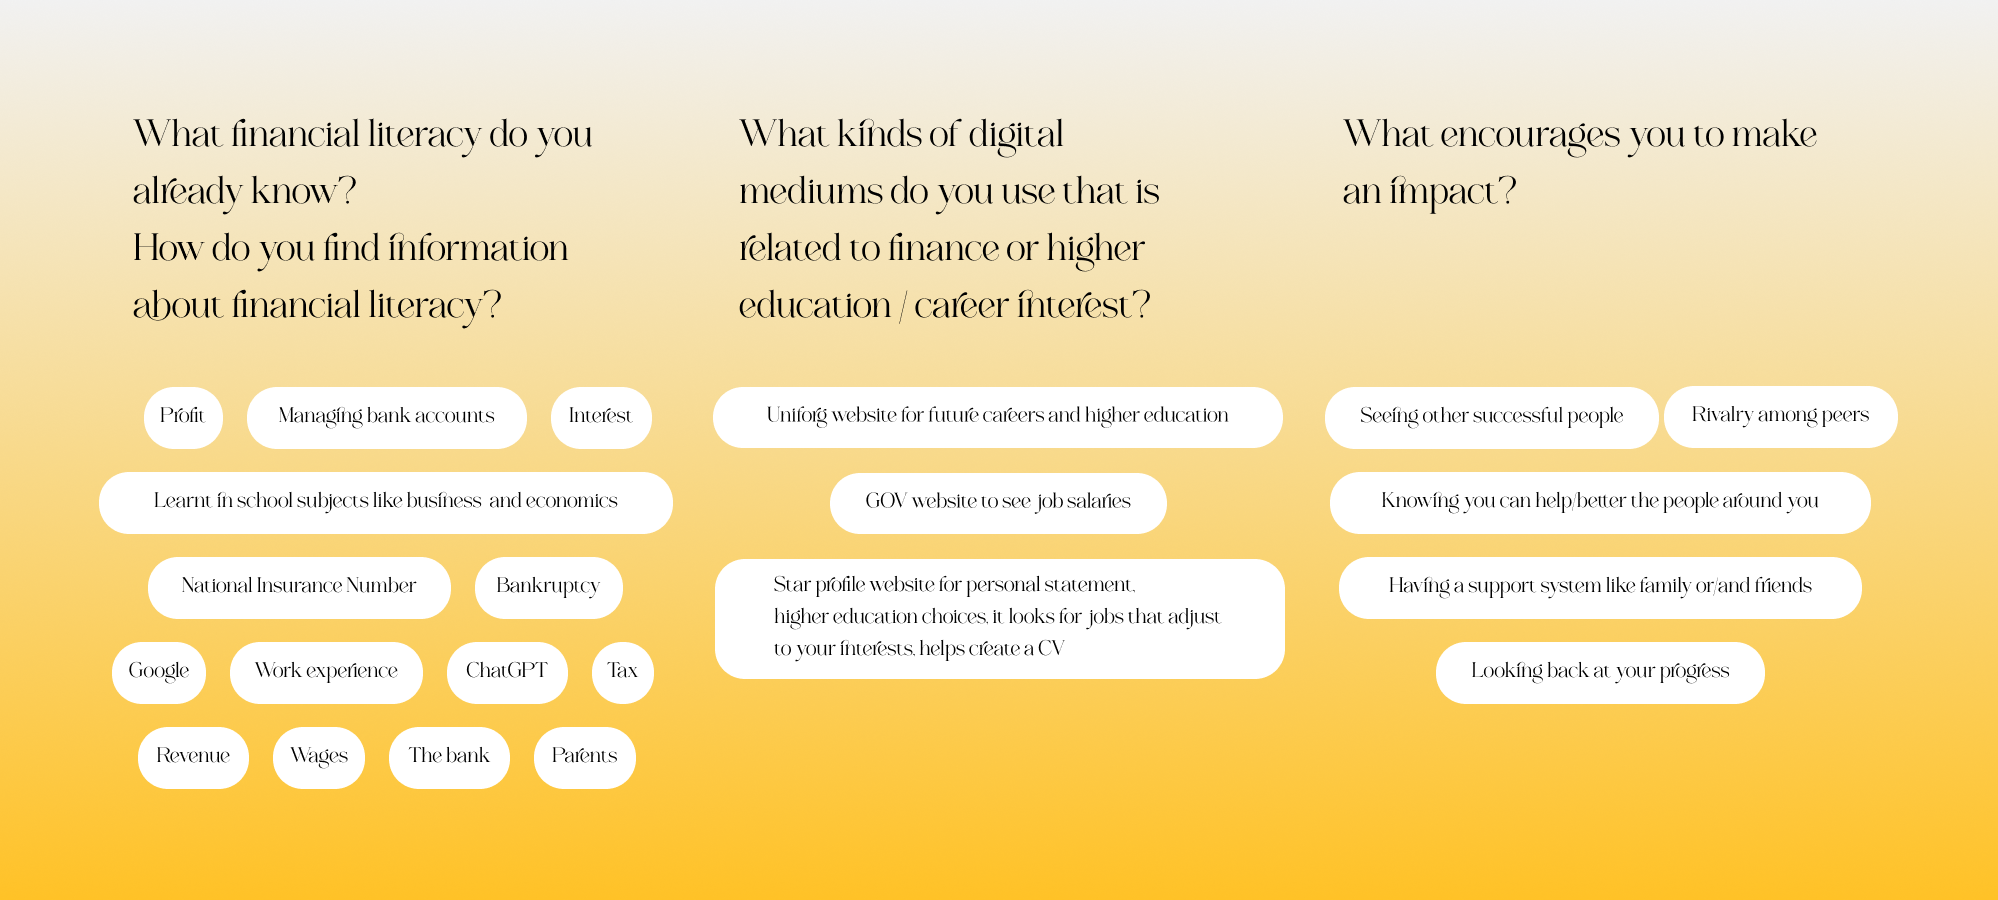 What financial literacy do you
already know?
How do you find information
about financial literacy?
Profit
Managing bank accounts
Interest
Learnt in school subjects like business and economics
National Insurance Number
Bankruptcy
Google
Work experience
ChatGPT
Tax
Revenue
Wages
The bank
Parents
What kinds of digital
mediums do you use that is
related to finance or higher
education / career interest?
Uniforg website for future careers and higher education
GOV website to see job salaries
Star profile website for personal statement,
higher education choices, it looks for jobs that adjust
to your interests. helps create a CV
What encourages you to make
an impact?
Seeing other successful people
Rivalry among peers
Knowing you can help/better the people around you
Having a support system like family or/and friends
Looking back at your progress